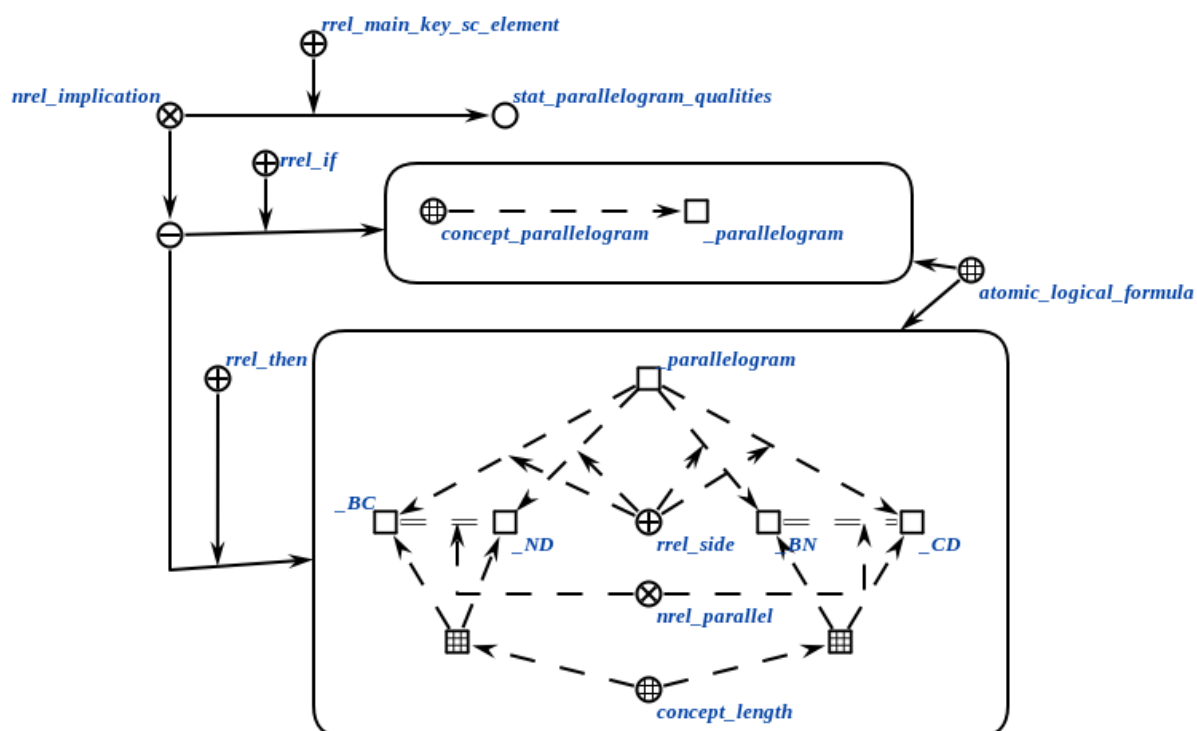 rrel_main_key_sc_element
nrel_implication
stat_parallelogram_qualities
rrel_if
concept_parallelogram
_parallelogram
atomic_logical_formula
rrel_then
_parallelogram
_BC
_ND
rrel_side
_BN
_CD
nrel_parallel
concept_length